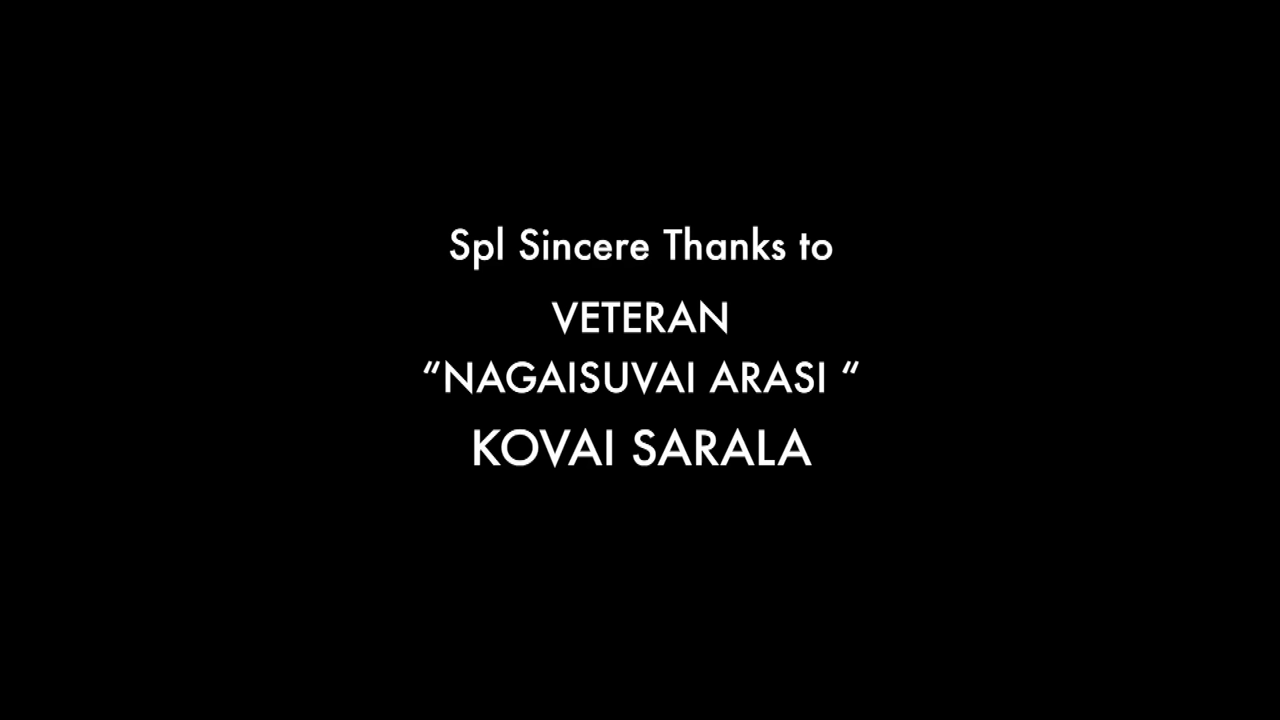 Spl Sincere Thanks to
VETERAN
“NAGAISUVAI ARASI “
KOVAI SARALA